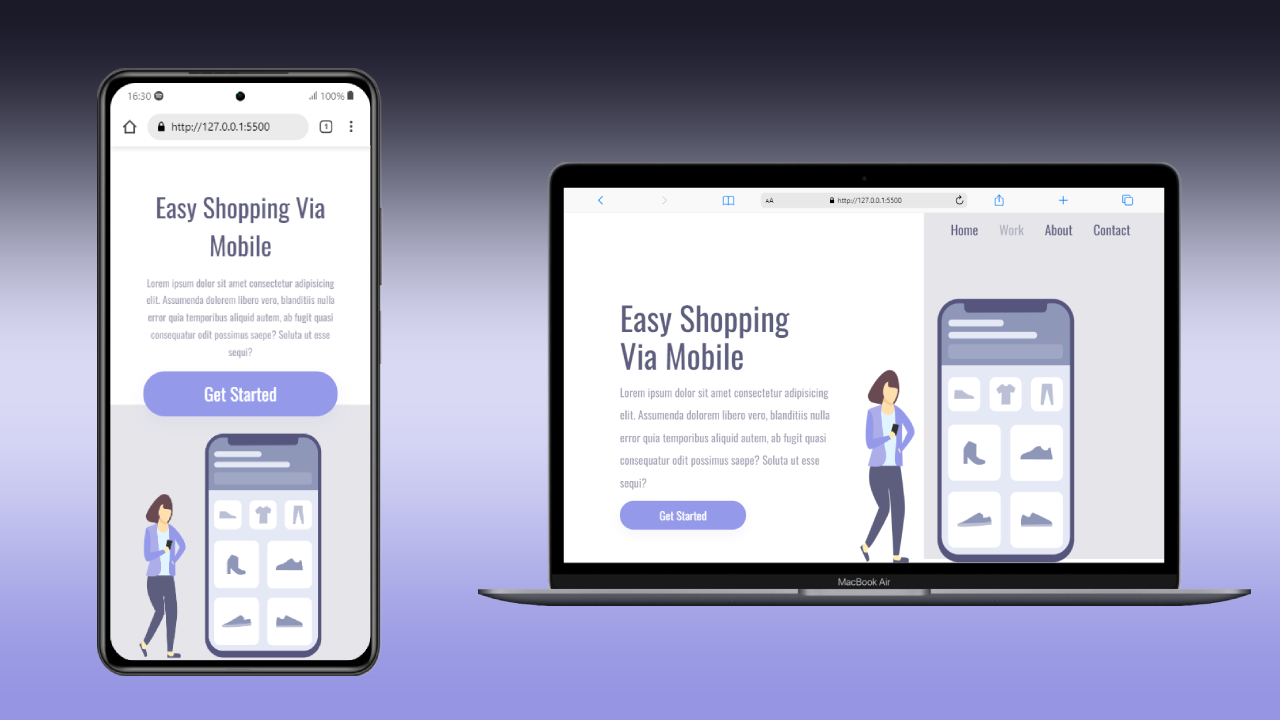 16:30
100%
http://127.0.0.1:5500
1
Easy Shopping Via
Mobile
Lorem ipsum dolor sit amet consectetur adipisicing
elit. Assumenda dolorem libero vero, blanditiis nulla
error quia temporibus aliquid autem, ab fugit quasi
consequatur odit possimus saepe? Soluta ut esse
sequi?
Get Started
AA
http://127.0.0.1:5500
Home Work About Contact
Easy Shopping
Via Mobile
Lorem ipsum dolor sit amet consectetur adipisicing
elit. Assumenda dolorem libero vero, blanditiis nulla
error quia temporibus aliquid autem, ab fugit quasi
consequatur odit possimus saepe? Soluta ut esse
sequi?
Get Started
MacBook Air